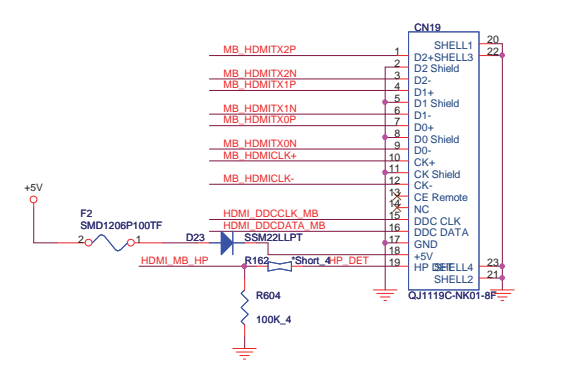 CN19
MB_HDMITX2P 1 D2+ SHELL1 20
2 D2 Shield SHELL3 22
MB_HDMITX2N 3 D2-
MB_HDMITX1P 4 D1+
5 D1 Shield
MB_HDMITX1N 6 D1-
MB_HDMITX0P 7 D0+
8 D0 Shield
MB_HDMITX0N 9 D0-
MB_HDMICLK+ 10 CK+
11 CK Shield
MB_HDMICLK- 12 CK-
13 CE Remote
14 NC
HDMI_DDCCLK_MB 15 DDC CLK
HDMI_DDCDATA_MB 16 DDC DATA
17 GND
18 +5V
HP_DET 19 HP DET SHELL4 23
SHELL2 21
QJ1119C-NK01-8F
+5V
F2
SMD1206P100TF
2 1
D23 SSM22LLPT
HDMI_MB_HP R162 *Short_4
R604
100K_4